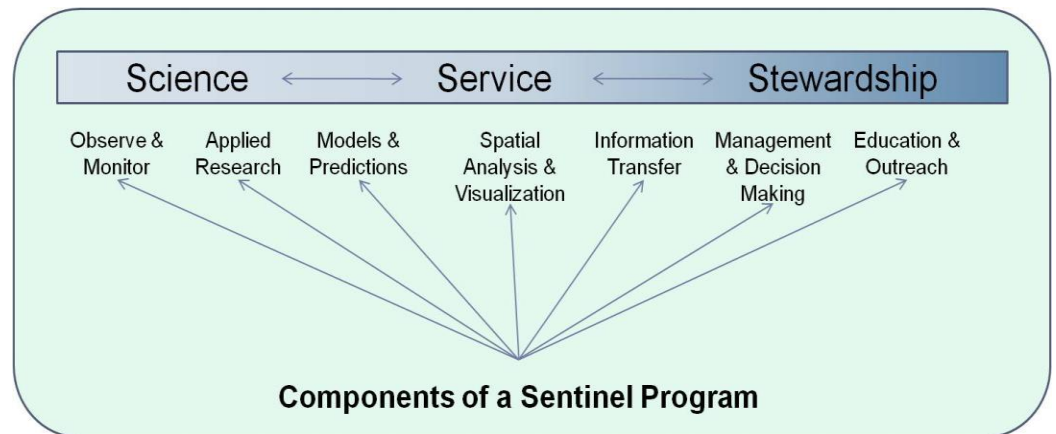 Science Service Stewardship
Observe &
Monitor
Applied
Research
Models &
Predictions
Spatial
Analysis &
Visualization
Information
Transfer
Management
& Decision
Making
Education &
Outreach
Components of a Sentinel Program